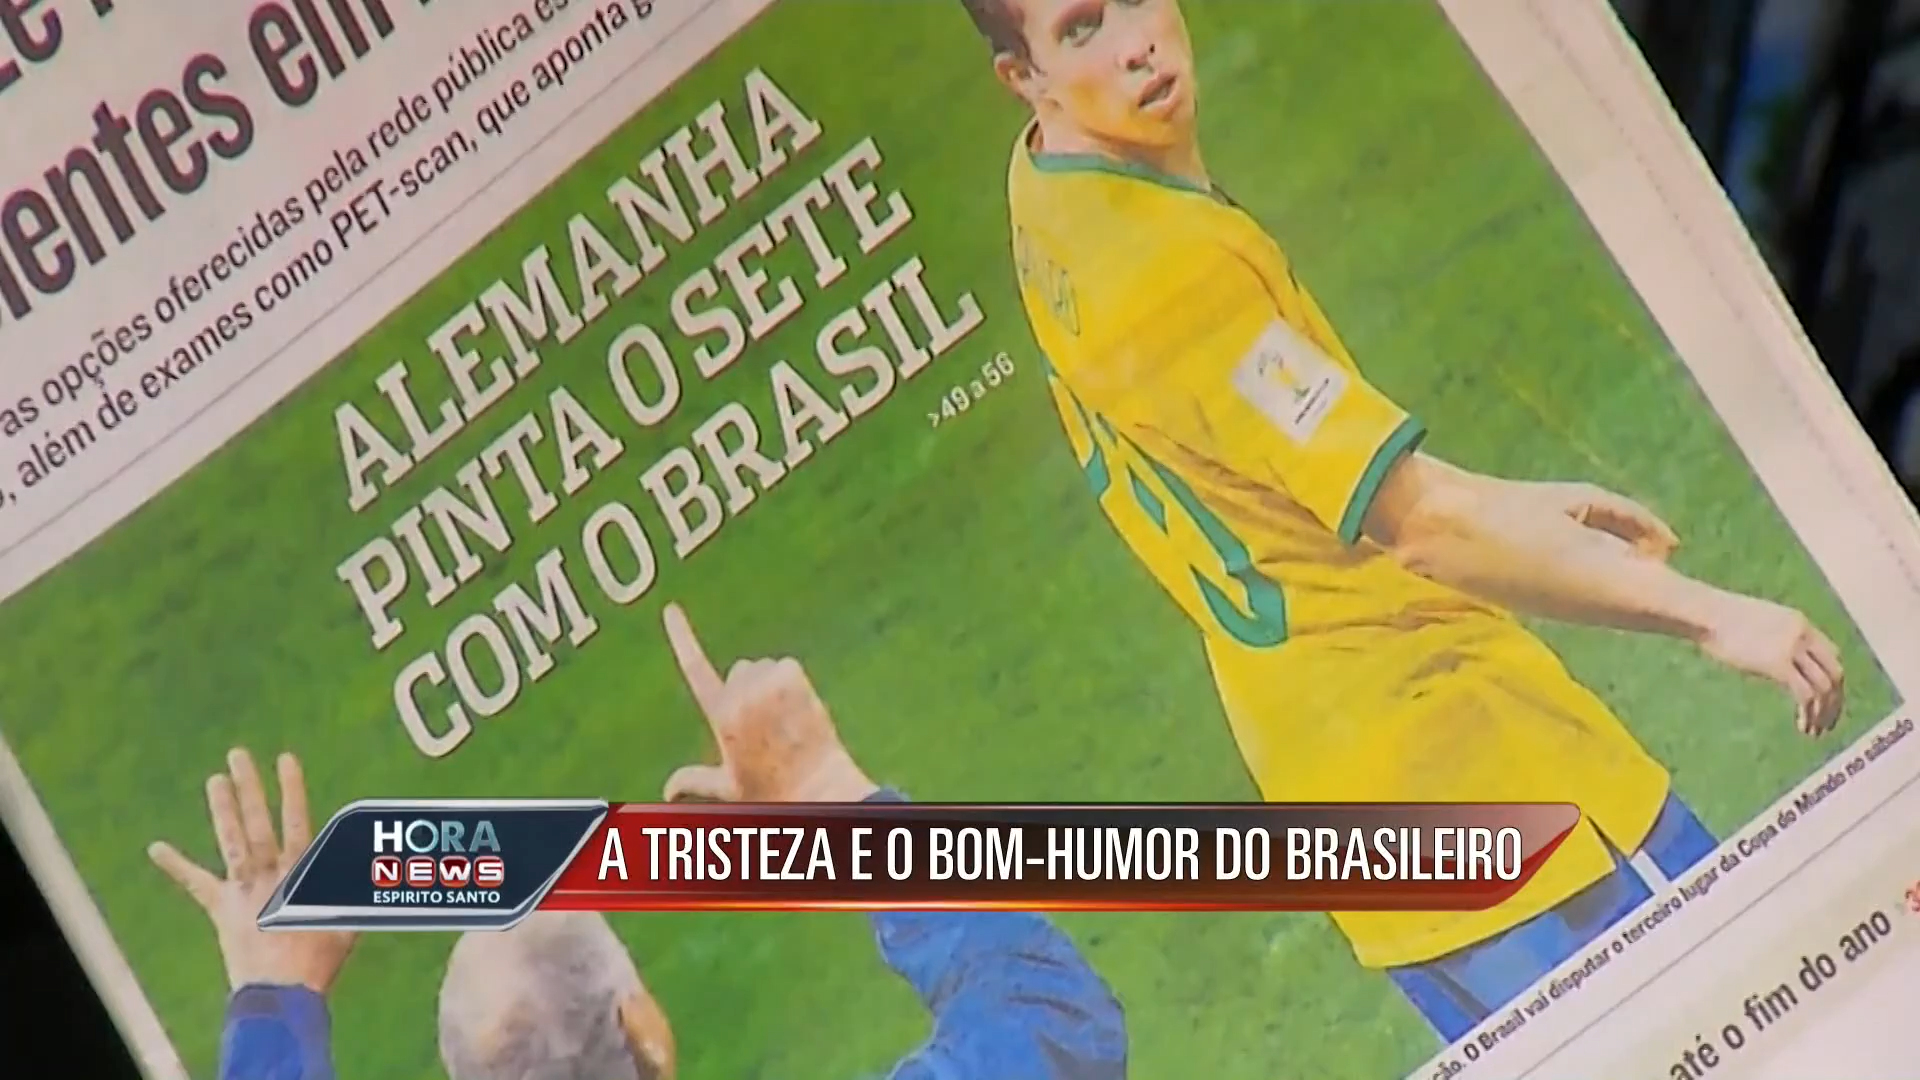 ientes em
as opções oferecidas pela rede pública
além de exames como PET-scan, que aponta
ALEMANHA
PINTA O SETE
COM O BRASIL
>49 a 56
HORA
NEWS
ESPIRITO SANTO
A TRISTEZA E O BOM-HUMOR DO BRASILEIRO
O Brasil vai disputar o terceiro lugar da Copa do Mundo no sábado
até o fim do ano